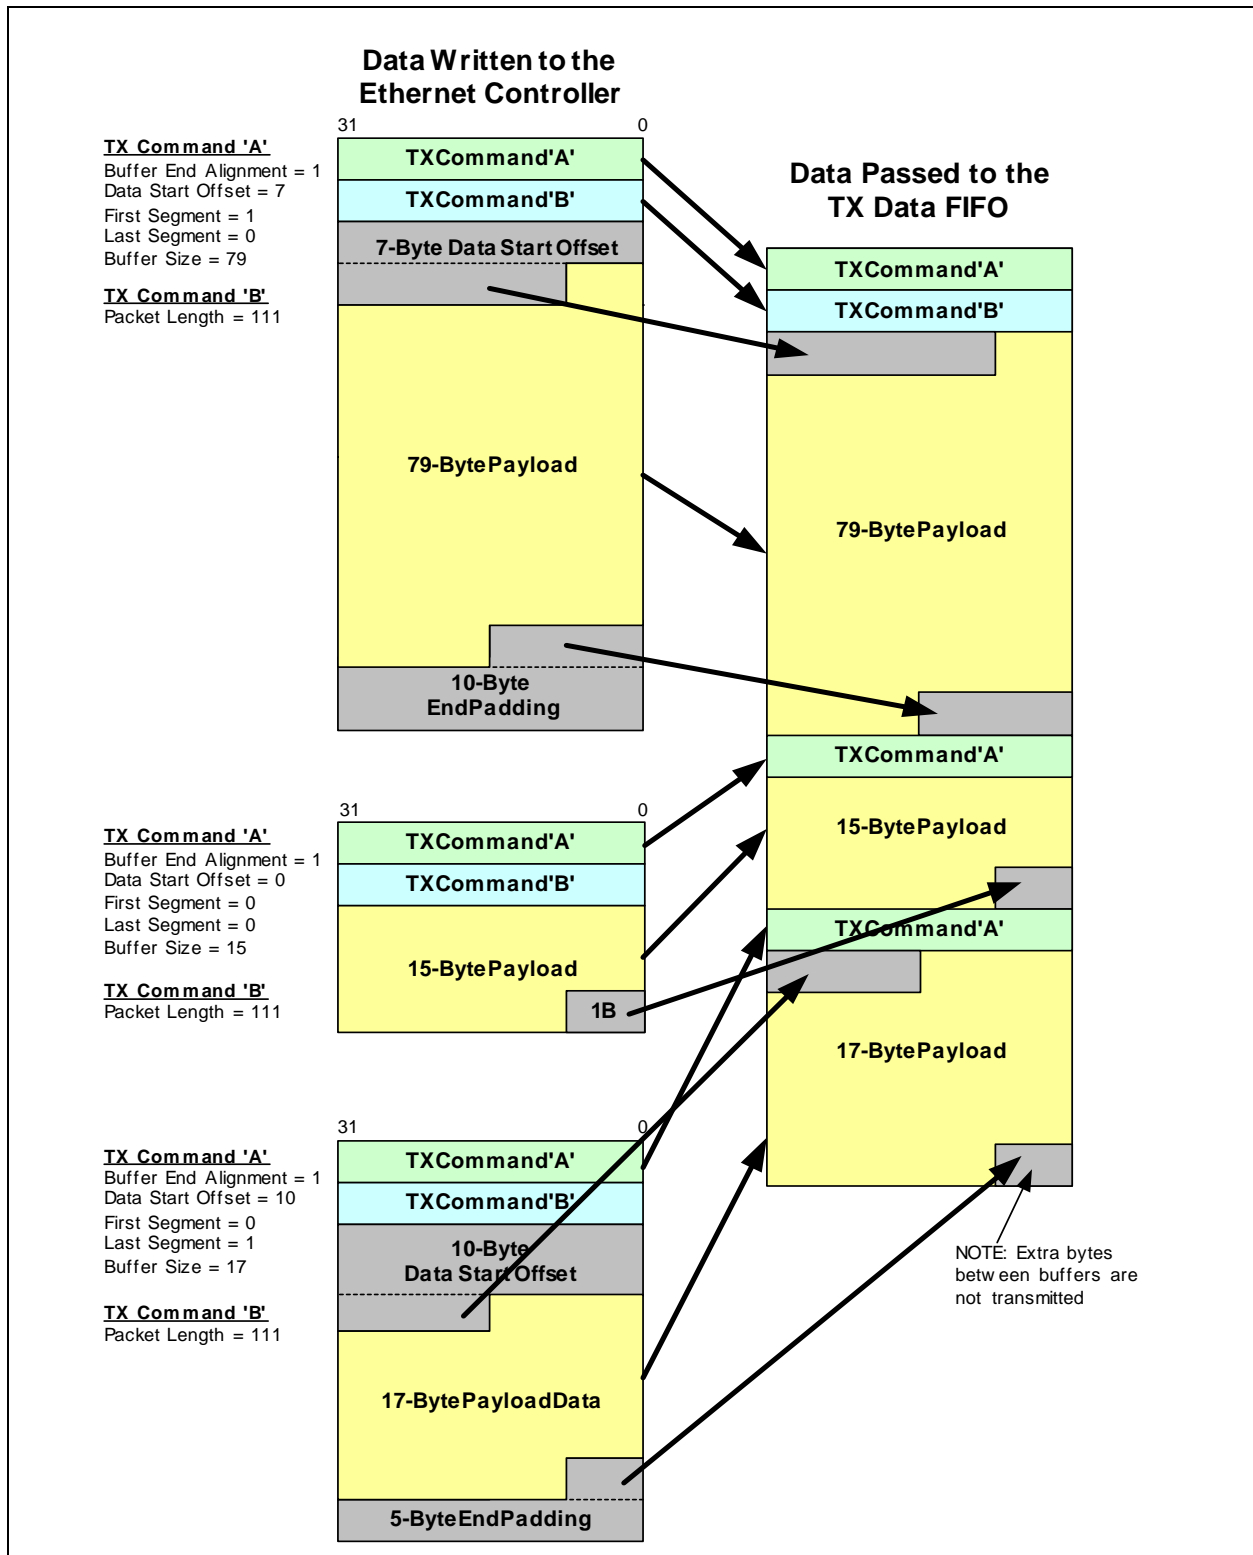 Data Written to the
Ethernet Controller
31 0
TX Command 'A'
Buffer End Alignment = 1
Data Start Offset = 7
First Segment = 1
Last Segment = 0
Buffer Size = 79
TX Command 'B'
Packet Length = 111
TXCommand'A'
TXCommand'B'
7-Byte Data Start Offset
79-BytePayload
10-Byte
EndPadding
Data Passed to the
TX Data FIFO
TXCommand'A'
TXCommand'B'
79-BytePayload
TXCommand'A'
15-BytePayload
TXCommand'A'
17-BytePayload
NOTE: Extra bytes
between buffers are
not transmitted
31 0
TX Command 'A'
Buffer End Alignment = 1
Data Start Offset = 0
First Segment = 0
Last Segment = 0
Buffer Size = 15
TX Command 'B'
Packet Length = 111
TXCommand'A'
TXCommand'B'
15-BytePayload
1B
31 0
TX Command 'A'
Buffer End Alignment = 1
Data Start Offset = 10
First Segment = 0
Last Segment = 1
Buffer Size = 17
TX Command 'B'
Packet Length = 111
TXCommand'A'
TXCommand'B'
10-Byte
Data Start Offset
17-BytePayloadData
5-ByteEndPadding